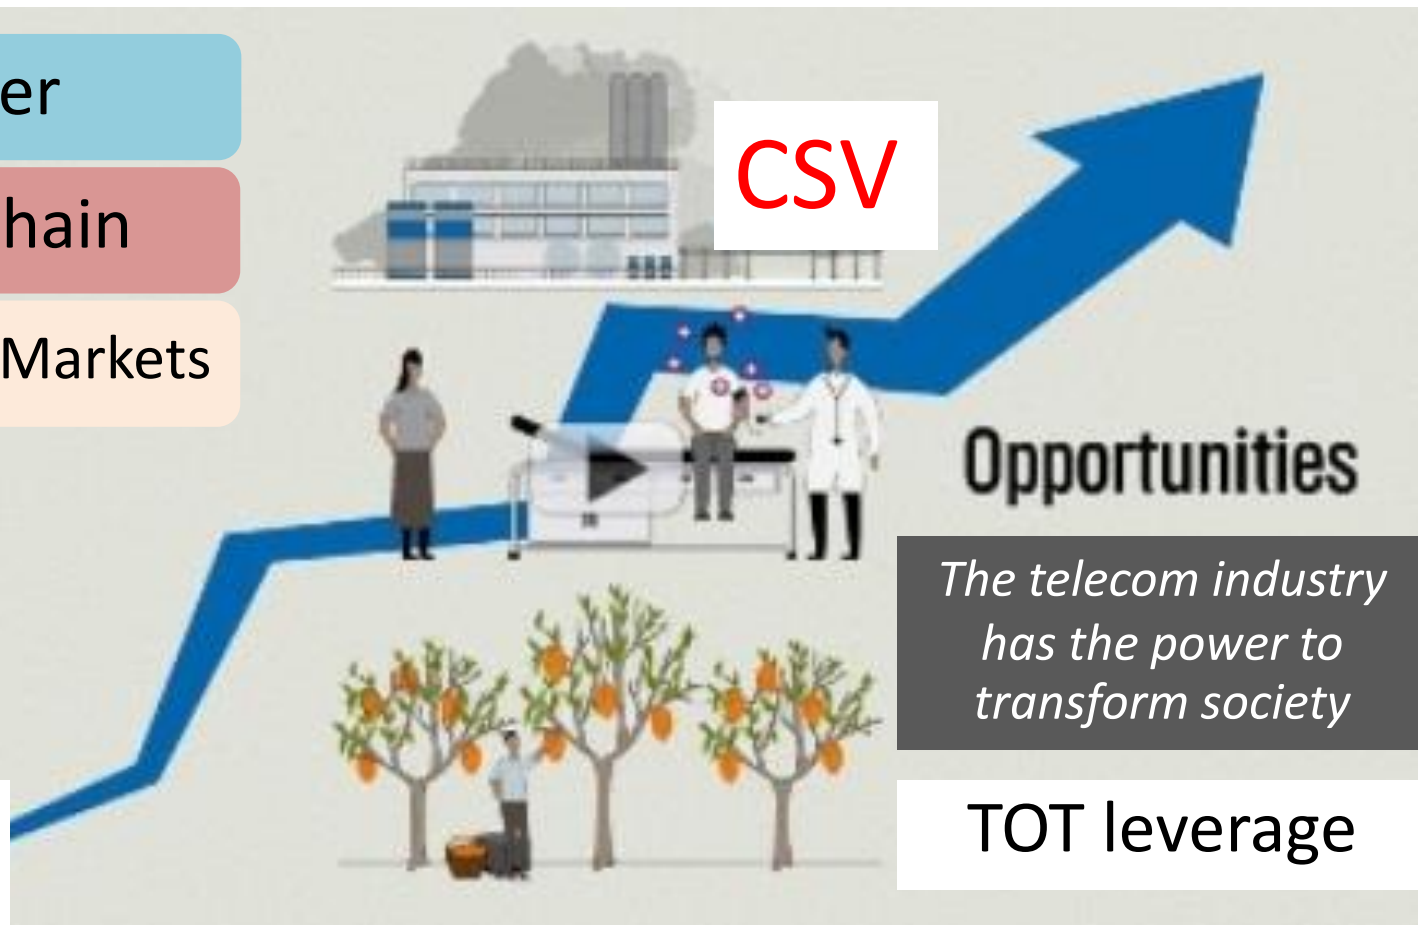 er
hain
Markets
CSV
Opportunities
The telecom industry
has the power to
transform society
TOT leverage